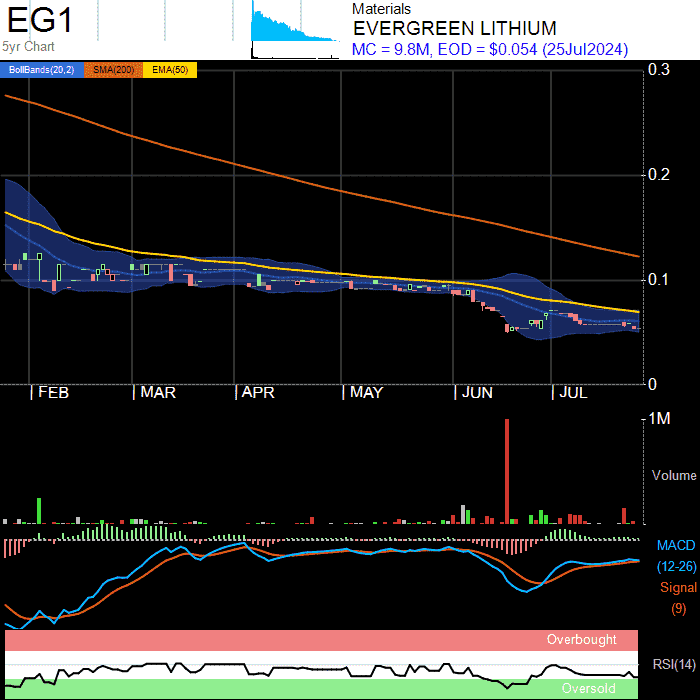 EG1
5yr Chart
Materials
EVERGREEN LITHIUM
MC = 9.8M, EOD = $0.054 (25Jul2024)
BollBands(20,2) SMA(200) EMA(50)
0.3
0.2
0.1
0
| FEB | MAR | APR | MAY | JUN | JUL
1M
Volume
0
MACD
(12-26)
Signal
(9)
Overbought
RSI(14)
Oversold